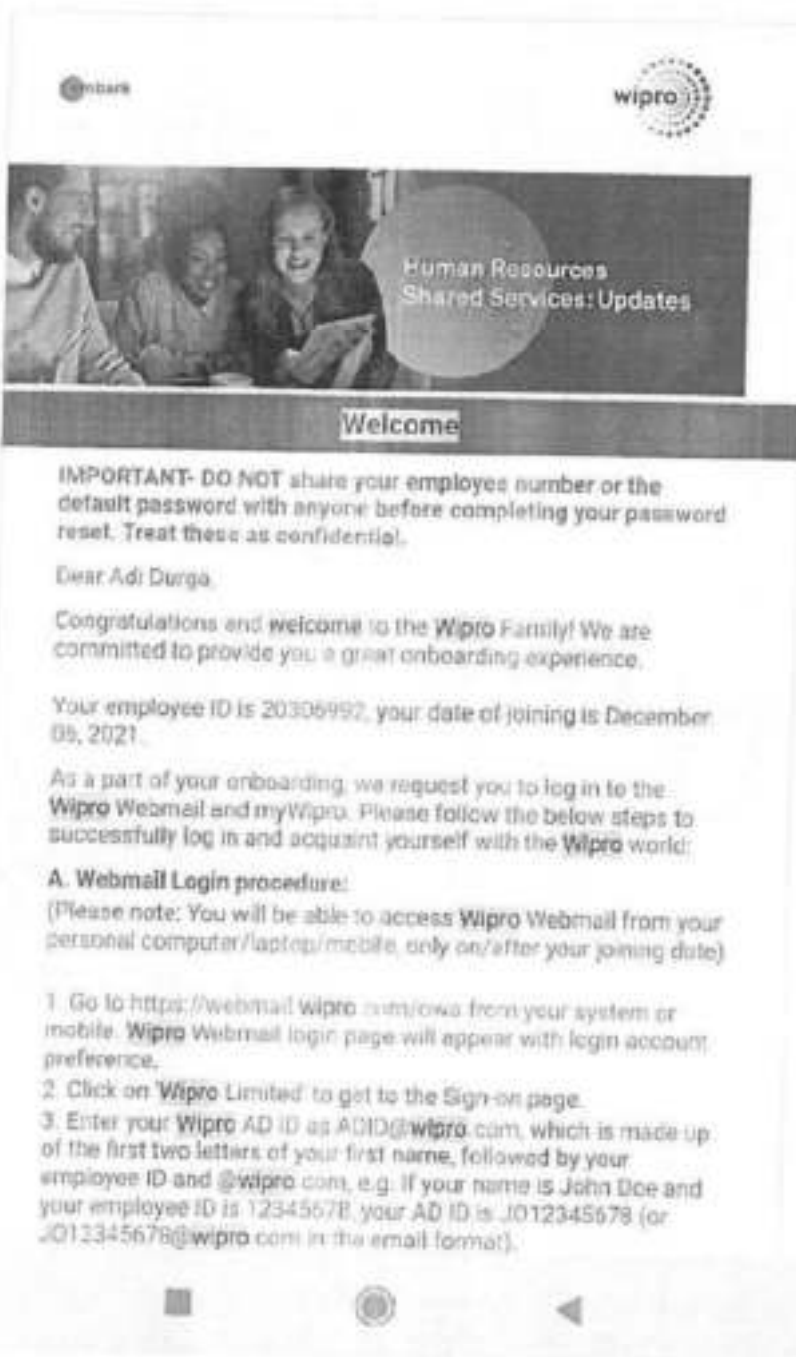 embark
wipro
Human Resources
Shared Services: Updates
Welcome
IMPORTANT- DO NOT share your employee number or the
default password with anyone before completing your password
reset. Treat these as confidential.
Dear Adi Durga,
Congratulations and welcome to the Wipro Family! We are
committed to provide you a great onboarding experience.
Your employee ID is 20306992, your date of joining is December
06, 2021.
As a part of your onboarding, we request you to log in to the
Wipro Webmail and myWipro. Please follow the below steps to
successfully log in and acquaint yourself with the Wipro world:
A. Webmail Login procedure:
(Please note: You will be able to access Wipro Webmail from your
personal computer/laptop/mobile, only on/after your joining date)
1. Go to https://webmail.wipro.com/owa from your system or
mobile. Wipro Webmail login page will appear with login account
preference.
2. Click on 'Wipro Limited' to get to the Sign-on page.
3. Enter your Wipro AD ID as ADID@wipro.com, which is made up
of the first two letters of your first name, followed by your
employee ID and @wipro.com, e.g. If your name is John Doe and
your employee ID is 12345678, your AD ID is JO12345678 (or
JO12345678@wipro.com in the email format).